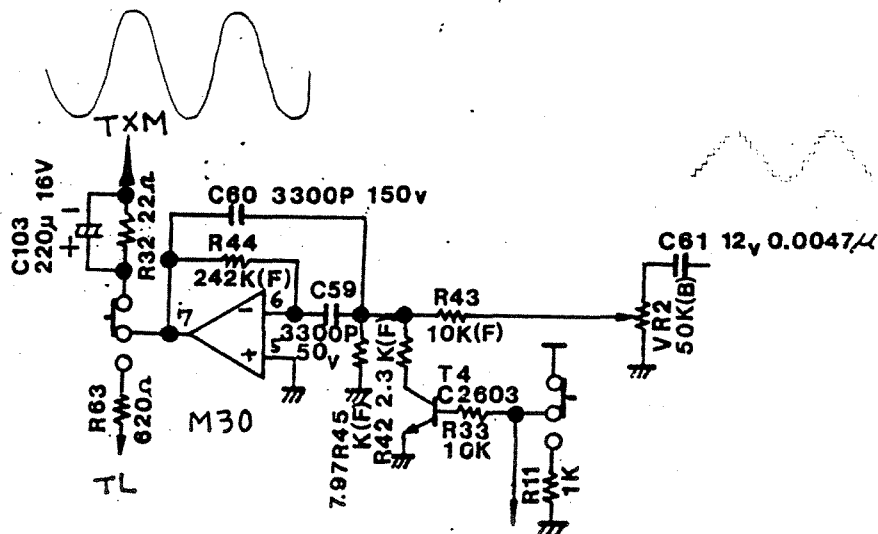 TXM
C103
220μ 16V
R32 22Ω
C60 3300P 150v
R44
242K(F)
C59
3300P
50v
7
6
5
-
+
M30
R63
620Ω
TL
R43
10K(F)
C61 12v 0.0047μ
VR2
50K(B)
7.97R45
K(F)
R42 2.3 K(F)
T4
C2603
R33
10K
R11
1K